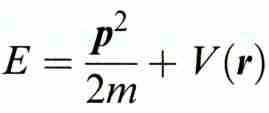 E = p²/2m + V(r)